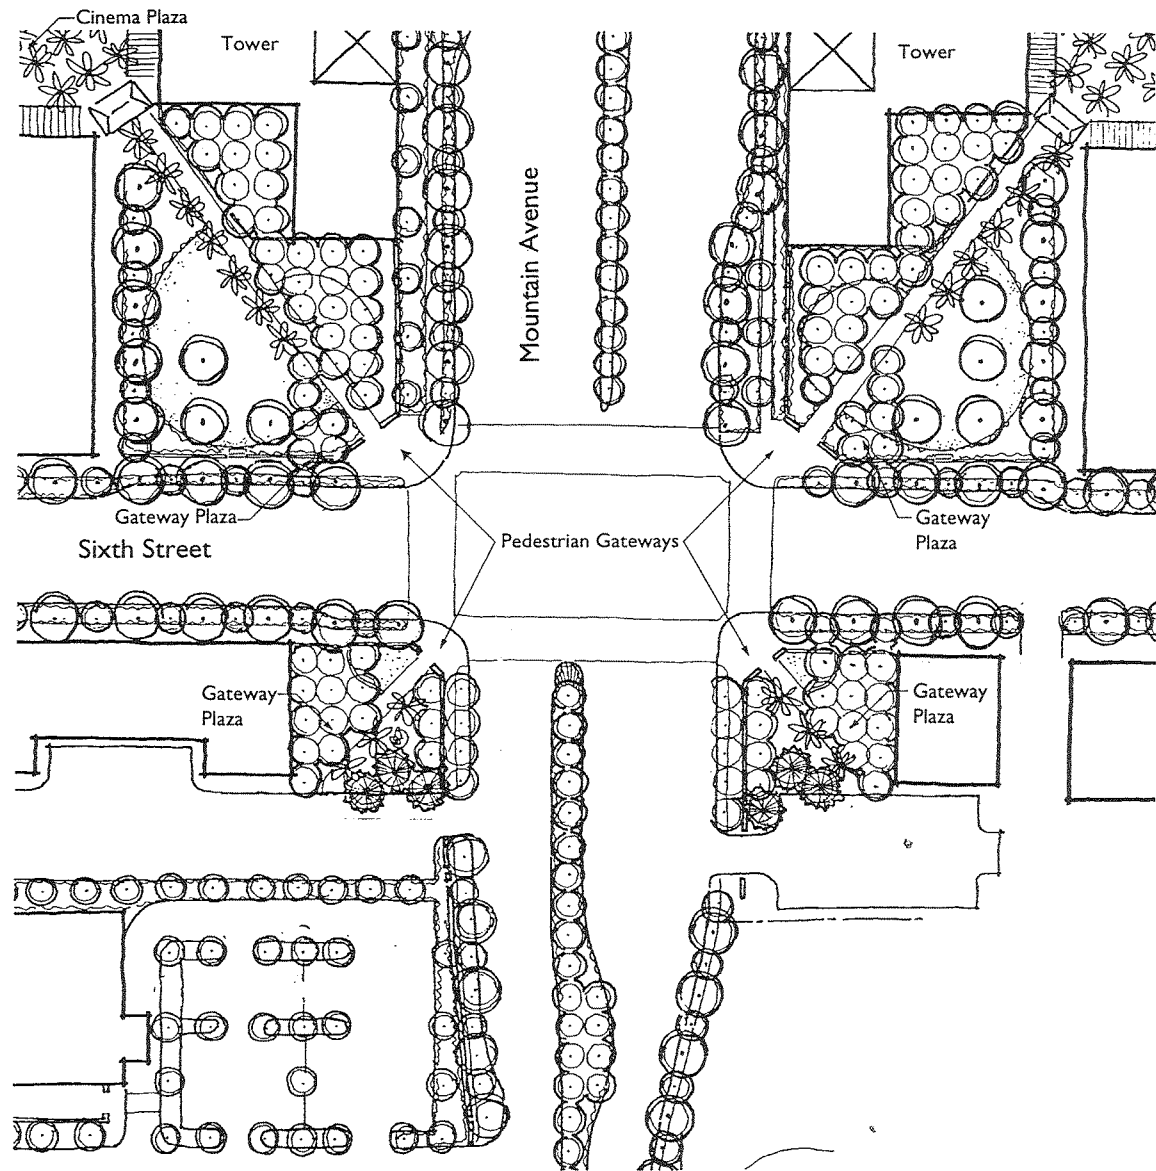 Cinema Plaza
Tower
Tower
Mountain Avenue
Gateway Plaza
Sixth Street
Pedestrian Gateways
Gateway
Plaza
Gateway
Plaza
Gateway
Plaza